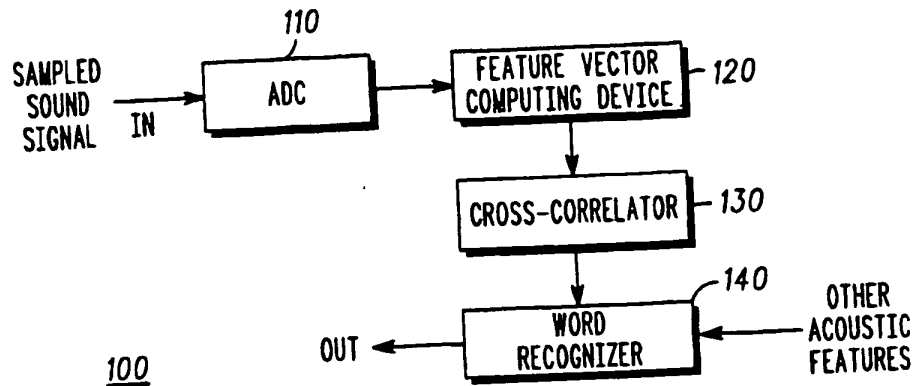 110
SAMPLED
SOUND
SIGNAL
IN
ADC
FEATURE VECTOR
COMPUTING DEVICE
120
CROSS-CORRELATOR
130
140
WORD
RECOGNIZER
OTHER
ACOUSTIC
FEATURES
OUT
100